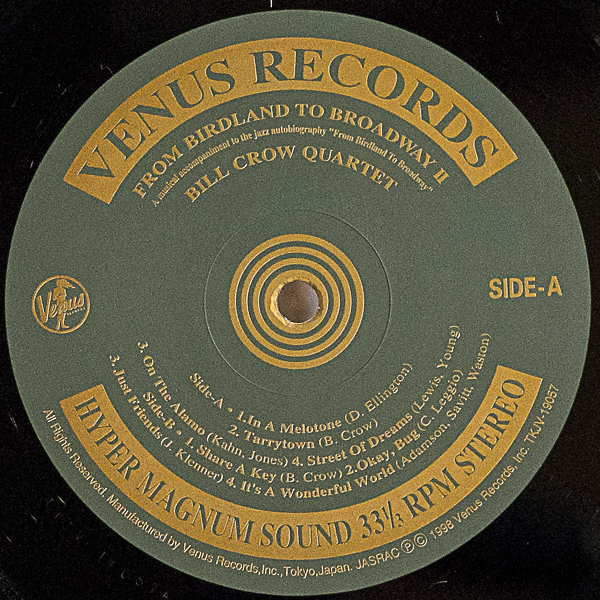 VENUS RECORDS
FROM BIRDLAND TO BROADWAY II
A musical accompaniment to the jazz autobiography "From Birdland To Broadway"
BILL CROW QUARTET
Venus
SIDE-A
Side-A • 1.In A Melotone (D. Ellington)
2. Tarrytown (B. Crow)
3. On The Alamo (Kahn, Jones) 4. Street Of Dreams (Lewis, Young)
Side-B • 1.Share A Key (B. Crow) 2.Okay, Bug (C. Leggio)
3. Just Friends (J. Klenner) 4. It's A Wonderful World (Adamson, Savitt, Waston)
HYPER MAGNUM SOUND 33⅓ RPM STEREO
All Rights Reserved. Manufactured by Venus Records,Inc.,Tokyo,Japan. JASRAC Ⓟ© 1998 Venus Records, Inc. TKJV-19057